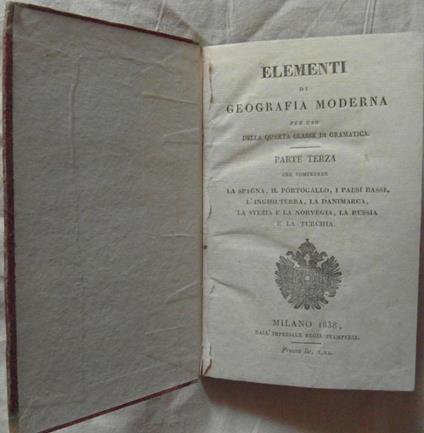 ELEMENTI
DI
GEOGRAFIA MODERNA
PER USO
DELLA QUARTA CLASSE DI GRAMATICA.
PARTE TERZA
CHE COMPRENDE
LA SPAGNA, IL PORTOGALLO, I PAESI BASSI,
L'INGHILTERRA, LA DANIMARCA,
LA SVEZIA E LA NORVEGIA, LA RUSSIA
E LA TURCHIA.
MILANO 1838,
DALL'IMPERIALE REGIA STAMPERIA.
Prezzo lir.